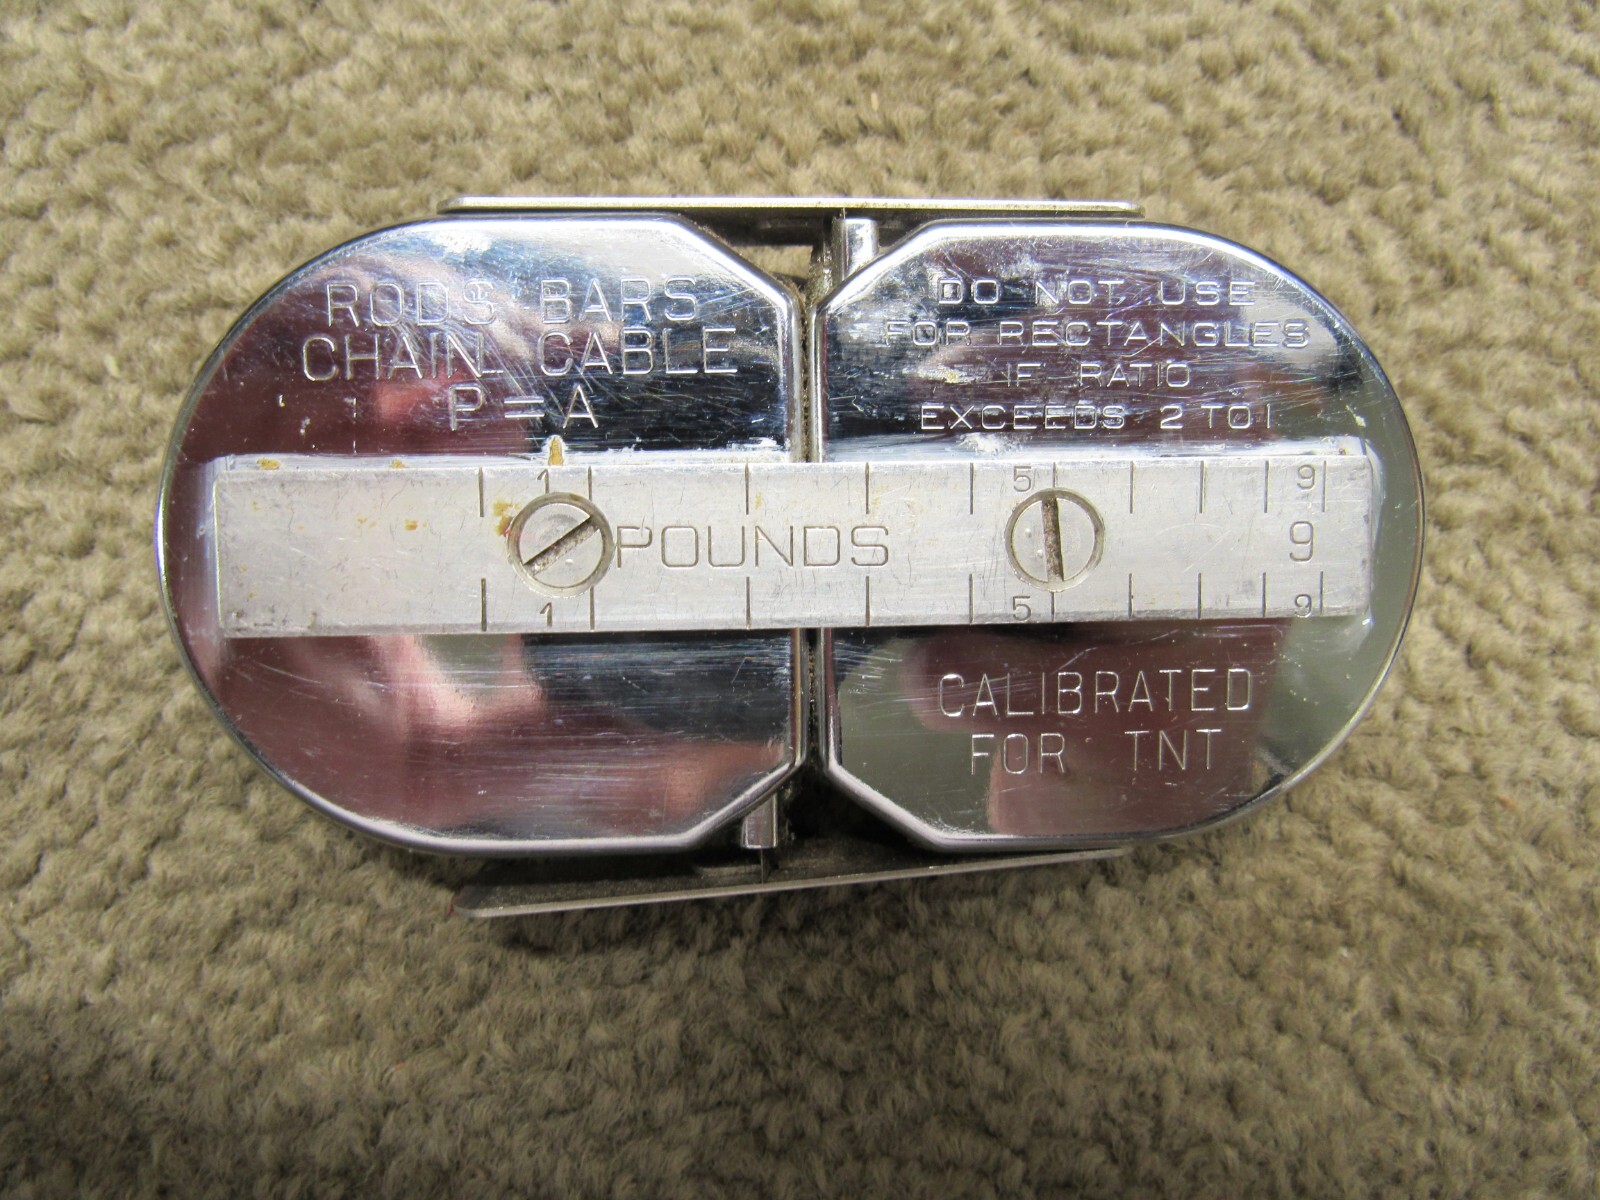 RODS BARS
CHAIN CABLE
P = A
DO NOT USE
FOR RECTANGLES
IF RATIO
EXCEEDS 2 TO 1
1 5 9
POUNDS 9
1 5 9
CALIBRATED
FOR TNT